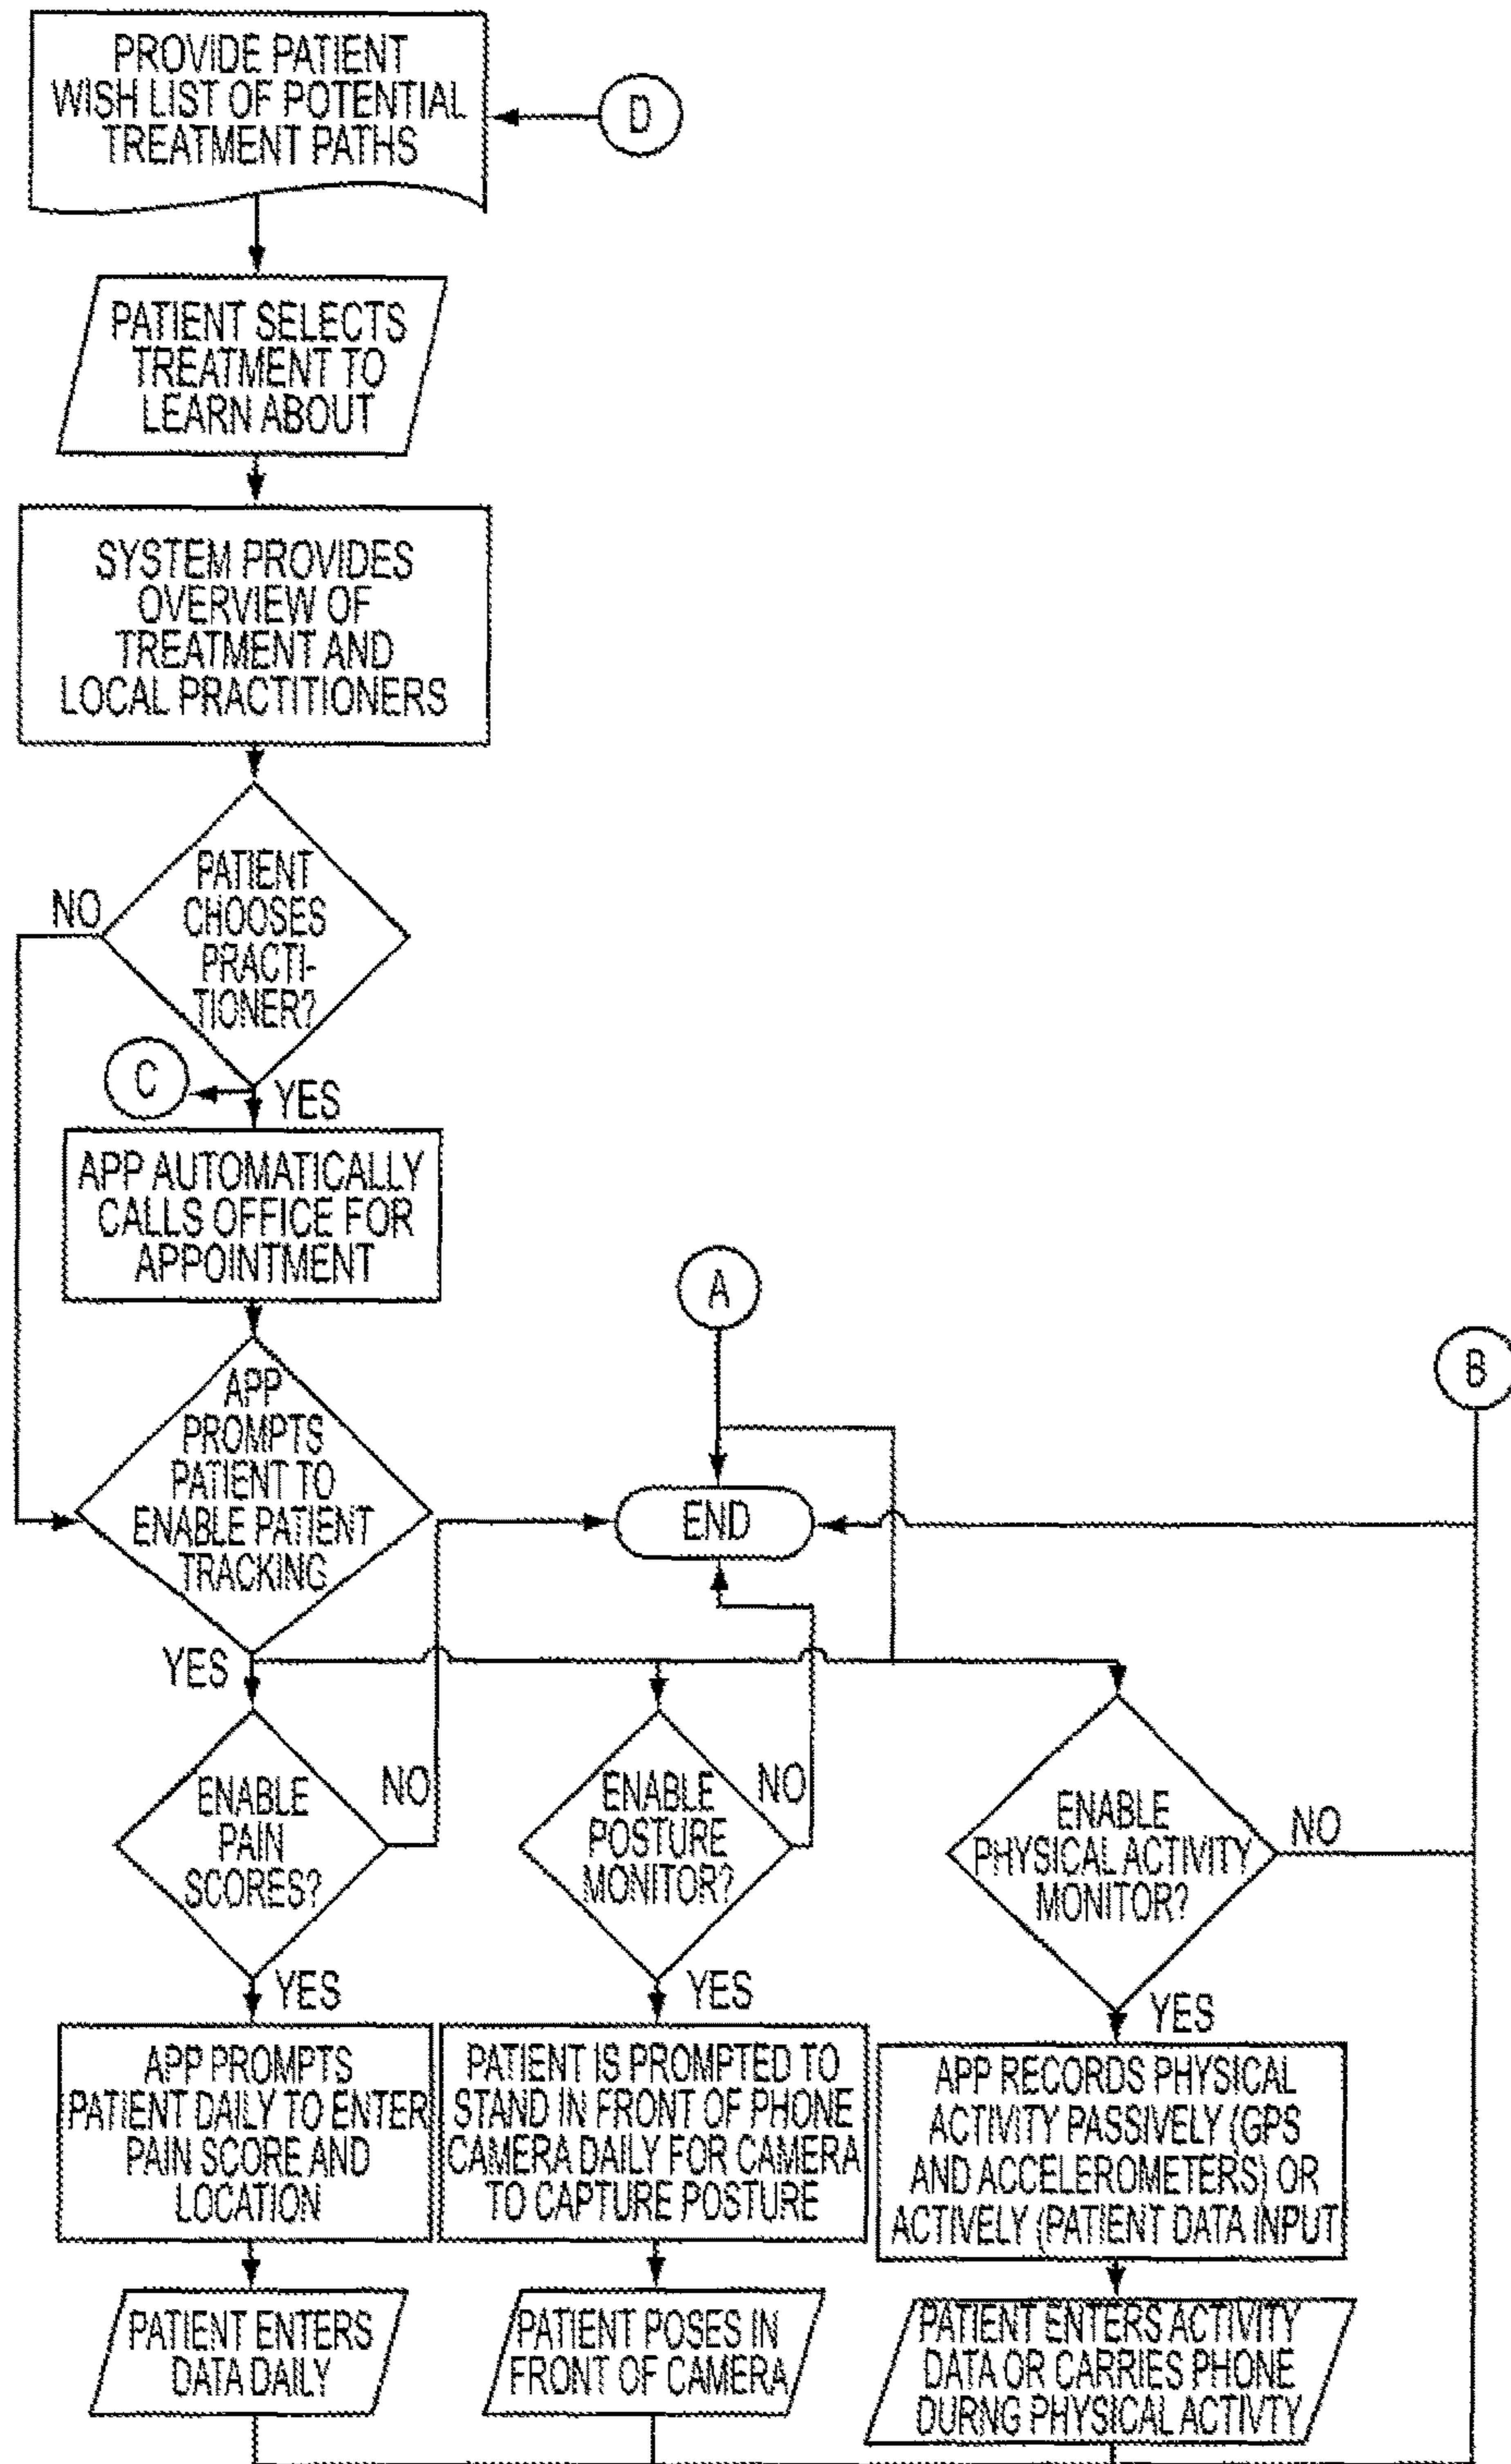 PROVIDE PATIENT
WISH LIST OF POTENTIAL
TREATMENT PATHS
D
PATIENT SELECTS
TREATMENT TO
LEARN ABOUT
SYSTEM PROVIDES
OVERVIEW OF
TREATMENT AND
LOCAL PRACTITIONERS
NO
PATIENT
CHOOSES
PRACTI-
TIONER?
C
YES
APP AUTOMATICALLY
CALLS OFFICE FOR
APPOINTMENT
A
B
APP
PROMPTS
PATIENT TO
ENABLE PATIENT
TRACKING
END
YES
ENABLE
PAIN
SCORES?
NO
ENABLE
POSTURE
MONITOR?
NO
ENABLE
PHYSICAL ACTIVITY
MONITOR?
NO
YES
YES
YES
APP PROMPTS
PATIENT DAILY TO ENTER
PAIN SCORE AND
LOCATION
PATIENT IS PROMPTED TO
STAND IN FRONT OF PHONE
CAMERA DAILY FOR CAMERA
TO CAPTURE POSTURE
APP RECORDS PHYSICAL
ACTIVITY PASSIVELY (GPS
AND ACCELEROMETERS) OR
ACTIVELY (PATIENT DATA INPUT
PATIENT ENTERS
DATA DAILY
PATIENT POSES IN
FRONT OF CAMERA
PATIENT ENTERS ACTIVITY
DATA OR CARRIES PHONE
DURNG PHYSICAL ACTIVTY